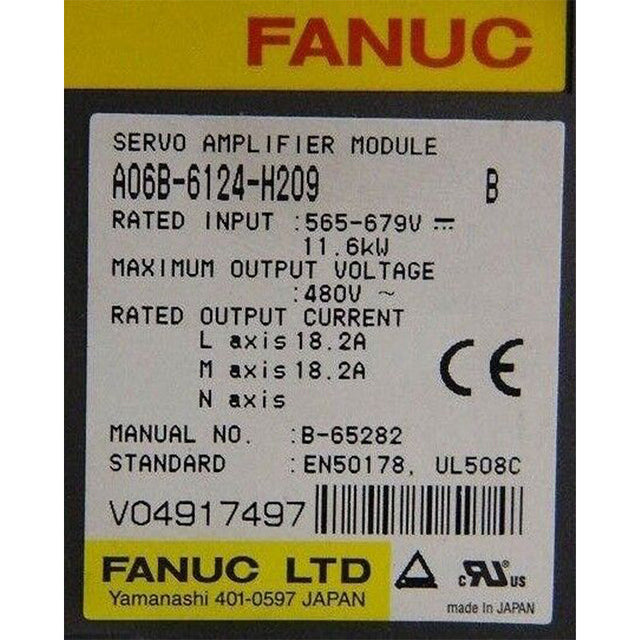 FANUC
SERVO AMPLIFIER MODULE
A06B-6124-H209 B
RATED INPUT :565-679V ⎓
11.6kW
MAXIMUM OUTPUT VOLTAGE
:480V ~
RATED OUTPUT CURRENT
L axis 18.2A
M axis 18.2A
N axis
CE
MANUAL NO. :B-65282
STANDARD :EN50178, UL508C
V04917497
FANUC LTD
Yamanashi 401-0597 JAPAN
c RU ® US
made In JAPAN